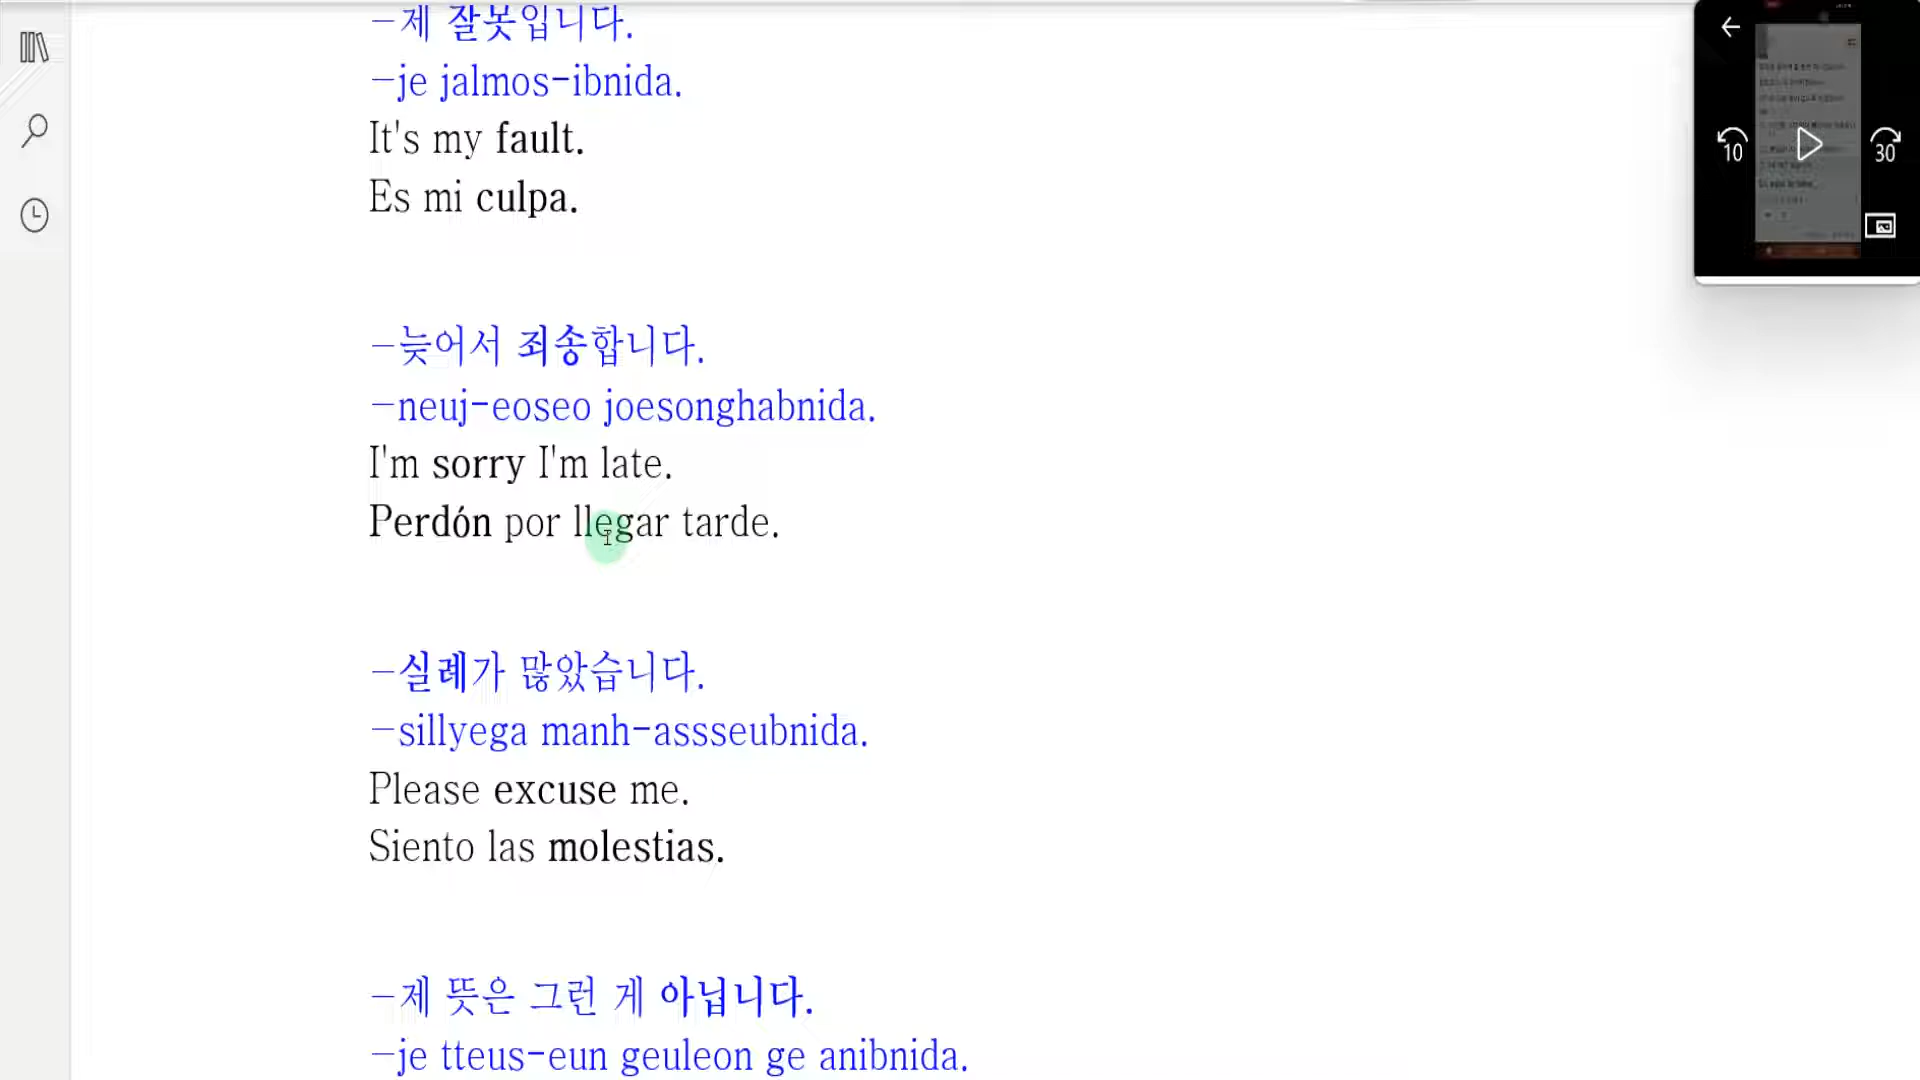 –제 잘못입니다.
–je jalmos-ibnida.
It's my fault.
Es mi culpa.
–늦어서 죄송합니다.
–neuj-eoseo joesonghabnida.
I'm sorry I'm late.
Perdón por llegar tarde.
–실례가 많았습니다.
–sillyega manh-assseubnida.
Please excuse me.
Siento las molestias.
–제 뜻은 그런 게 아닙니다.
–je tteus-eun geuleon ge anibnida.
10
30